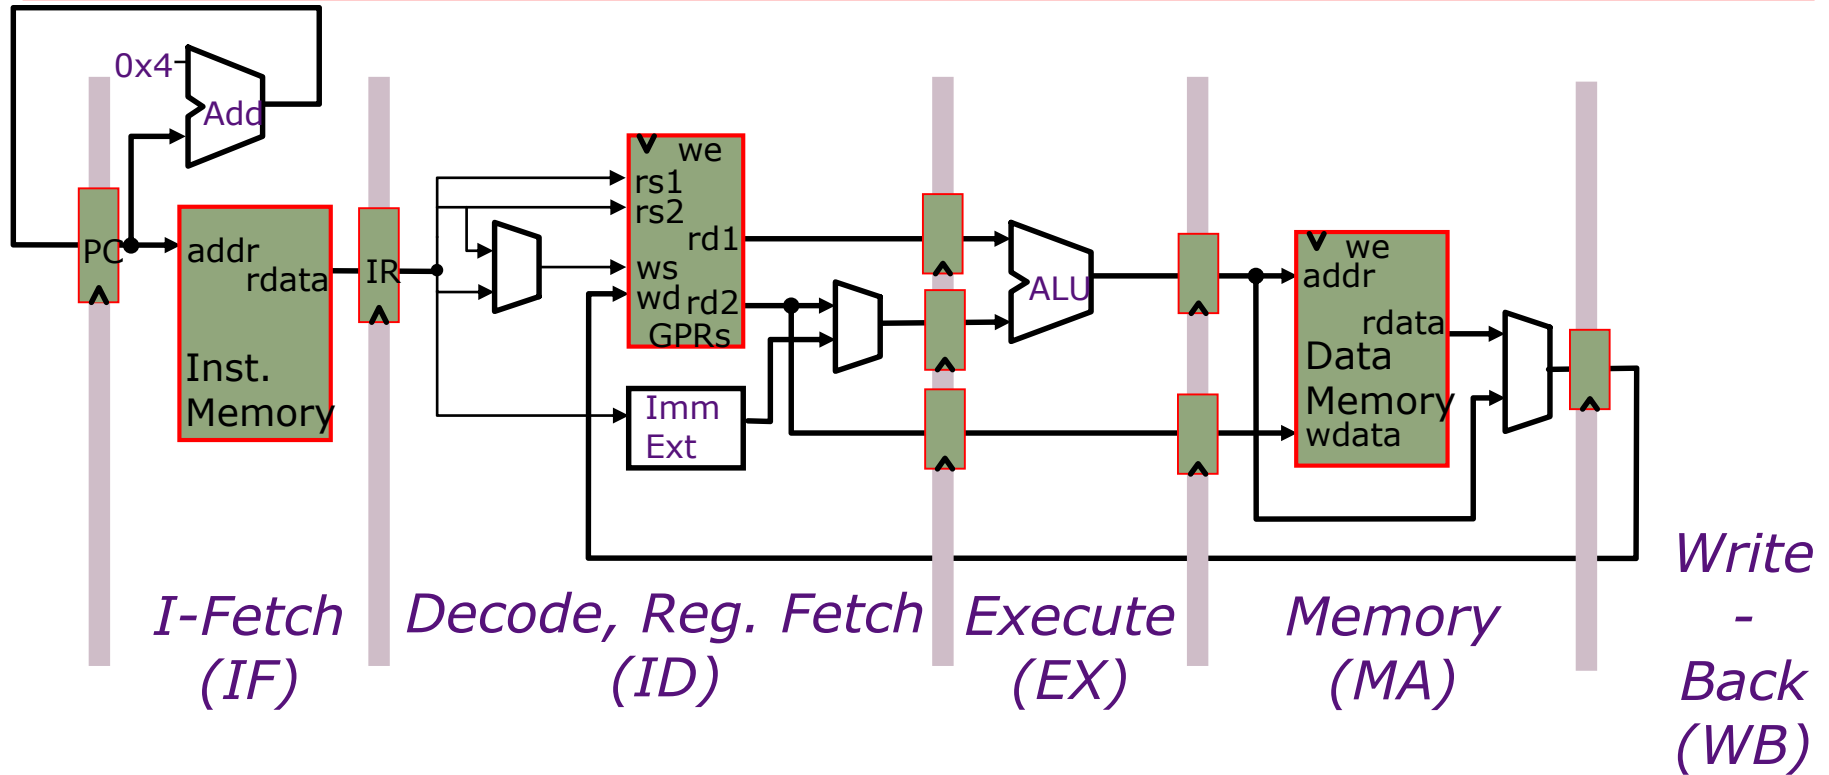 0x4
Add
PC
addr
rdata
Inst.
Memory
IR
we
rs1
rs2
rd1
ws
wd
rd2
GPRs
Imm
Ext
ALU
we
addr
rdata
Data
Memory
wdata
I-Fetch
(IF)
Decode, Reg. Fetch
(ID)
Execute
(EX)
Memory
(MA)
Write
-
Back
(WB)